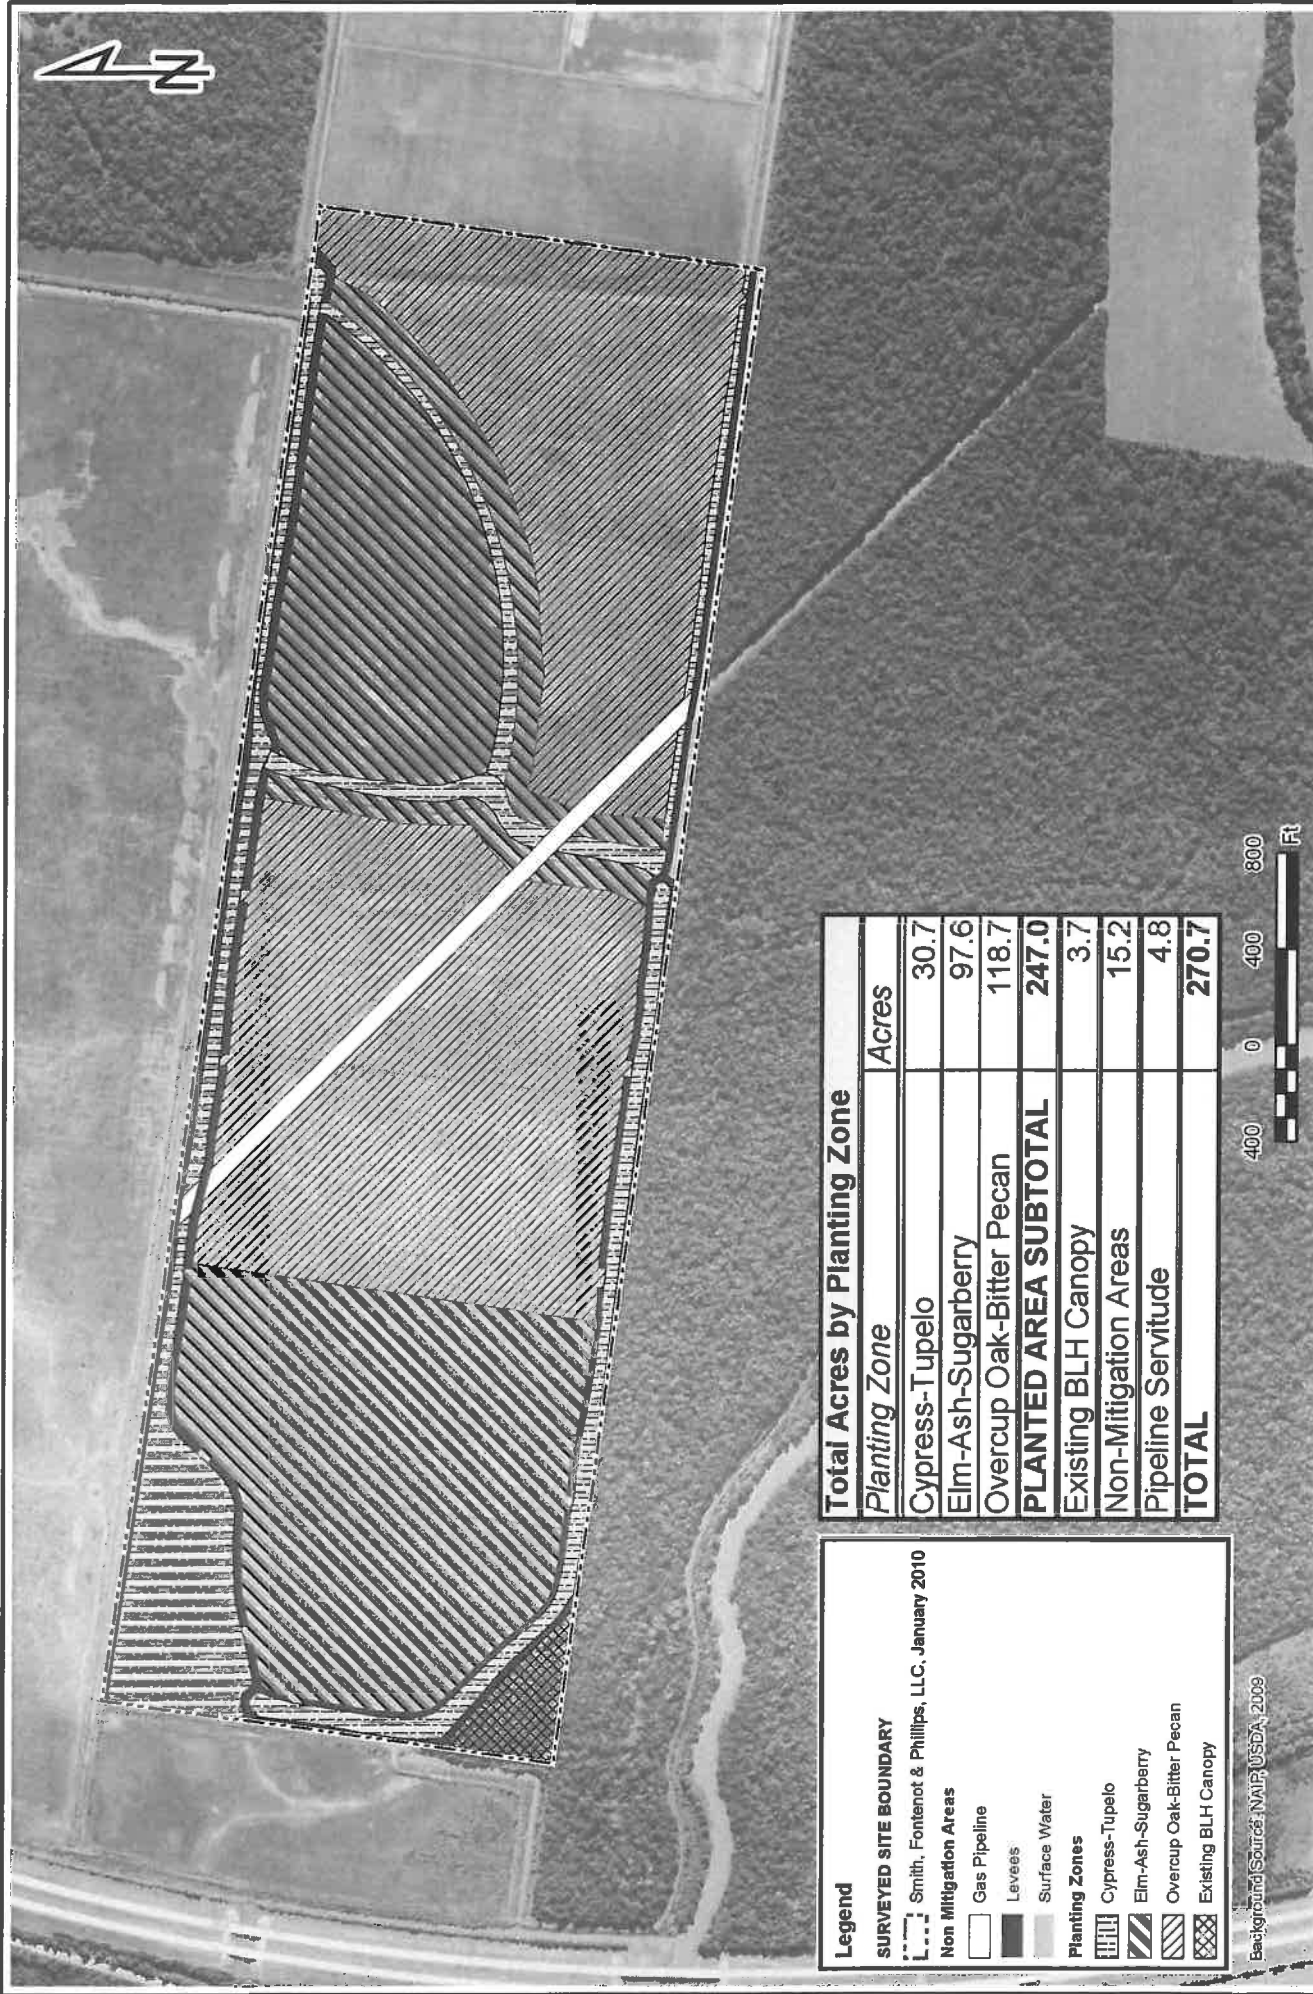 N
Total Acres by Planting Zone
Planting Zone Acres
Cypress-Tupelo 30.7
Elm-Ash-Sugarberry 97.6
Overcup Oak-Bitter Pecan 118.7
PLANTED AREA SUBTOTAL 247.0
Existing BLH Canopy 3.7
Non-Mitigation Areas 15.2
Pipeline Servitude 4.8
TOTAL 270.7
Legend
SURVEYED SITE BOUNDARY
Smith, Fontenot & Phillips, LLC, January 2010
Non Mitigation Areas
Gas Pipeline
Levees
Surface Water
Planting Zones
Cypress-Tupelo
Elm-Ash-Sugarberry
Overcup Oak-Bitter Pecan
Existing BLH Canopy
400 0 400 800
Ft
Background Source: NAIP, USDA, 2009